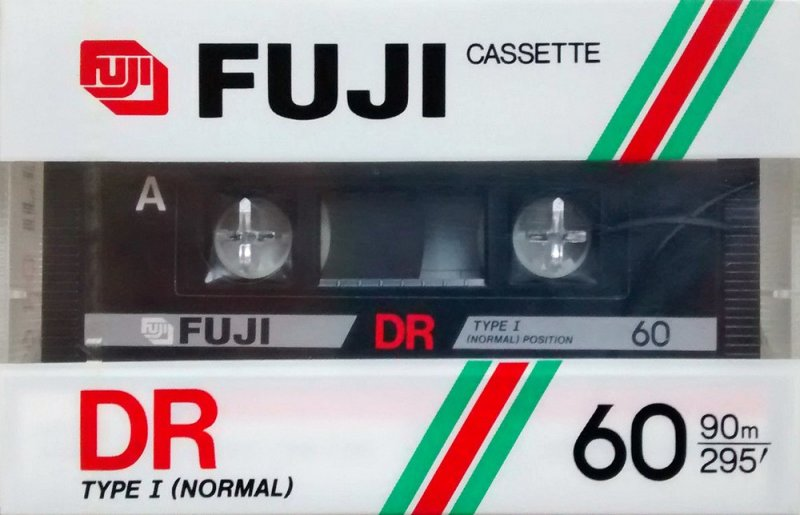 FUJI FUJI CASSETTE
A
FUJI FUJI DR TYPE I 60
(NORMAL) POSITION
DR
TYPE I (NORMAL)
60 90m
295'